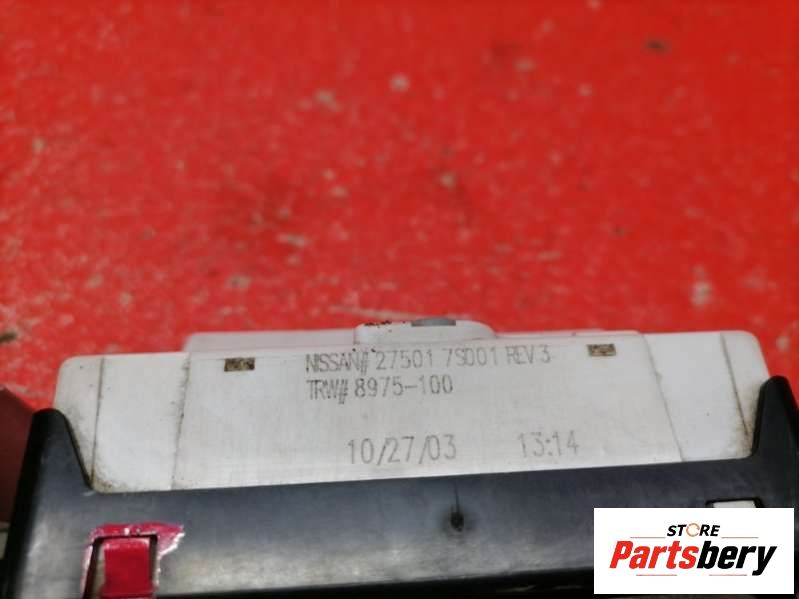 NISSAN# 27501 7S001 REV 3
TRW# 8975-100
10/27/03 13:14
STORE
Partsbery